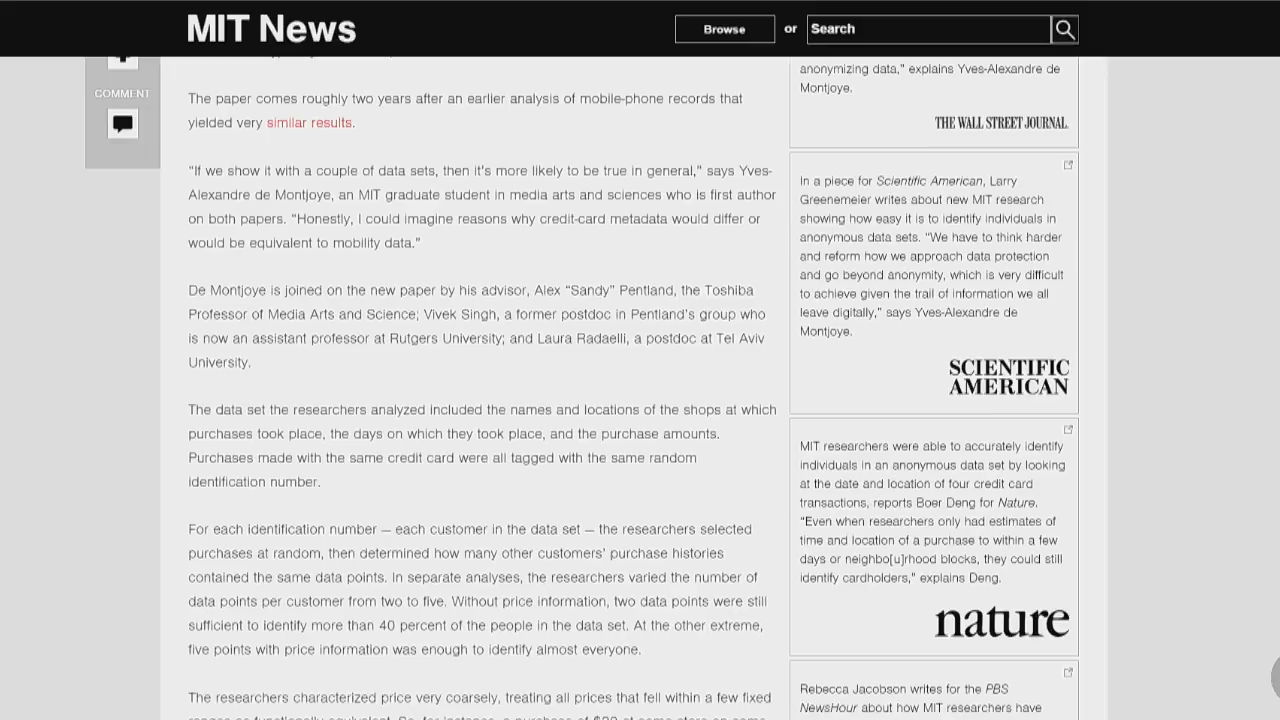 MIT News
Browse
or
Search
COMMENT
The paper comes roughly two years after an earlier analysis of mobile-phone records that
yielded very similar results.
“If we show it with a couple of data sets, then it's more likely to be true in general,” says Yves-
Alexandre de Montjoye, an MIT graduate student in media arts and sciences who is first author
on both papers. “Honestly, I could imagine reasons why credit-card metadata would differ or
would be equivalent to mobility data.”
De Montjoye is joined on the new paper by his advisor, Alex “Sandy” Pentland, the Toshiba
Professor of Media Arts and Science; Vivek Singh, a former postdoc in Pentland's group who
is now an assistant professor at Rutgers University; and Laura Radaelli, a postdoc at Tel Aviv
University.
The data set the researchers analyzed included the names and locations of the shops at which
purchases took place, the days on which they took place, and the purchase amounts.
Purchases made with the same credit card were all tagged with the same random
identification number.
For each identification number — each customer in the data set — the researchers selected
purchases at random, then determined how many other customers' purchase histories
contained the same data points. In separate analyses, the researchers varied the number of
data points per customer from two to five. Without price information, two data points were still
sufficient to identify more than 40 percent of the people in the data set. At the other extreme,
five points with price information was enough to identify almost everyone.
The researchers characterized price very coarsely, treating all prices that fell within a few fixed
anonymizing data,” explains Yves-Alexandre de
Montjoye.
THE WALL STREET JOURNAL.
In a piece for Scientific American, Larry
Greenemeier writes about new MIT research
showing how easy it is to identify individuals in
anonymous data sets. “We have to think harder
and reform how we approach data protection
and go beyond anonymity, which is very difficult
to achieve given the trail of information we all
leave digitally,” says Yves-Alexandre de
Montjoye.
SCIENTIFIC
AMERICAN
MIT researchers were able to accurately identify
individuals in an anonymous data set by looking
at the date and location of four credit card
transactions, reports Boer Deng for Nature.
“Even when researchers only had estimates of
time and location of a purchase to within a few
days or neighbo[u]rhood blocks, they could still
identify cardholders,” explains Deng.
nature
Rebecca Jacobson writes for the PBS
NewsHour about how MIT researchers have